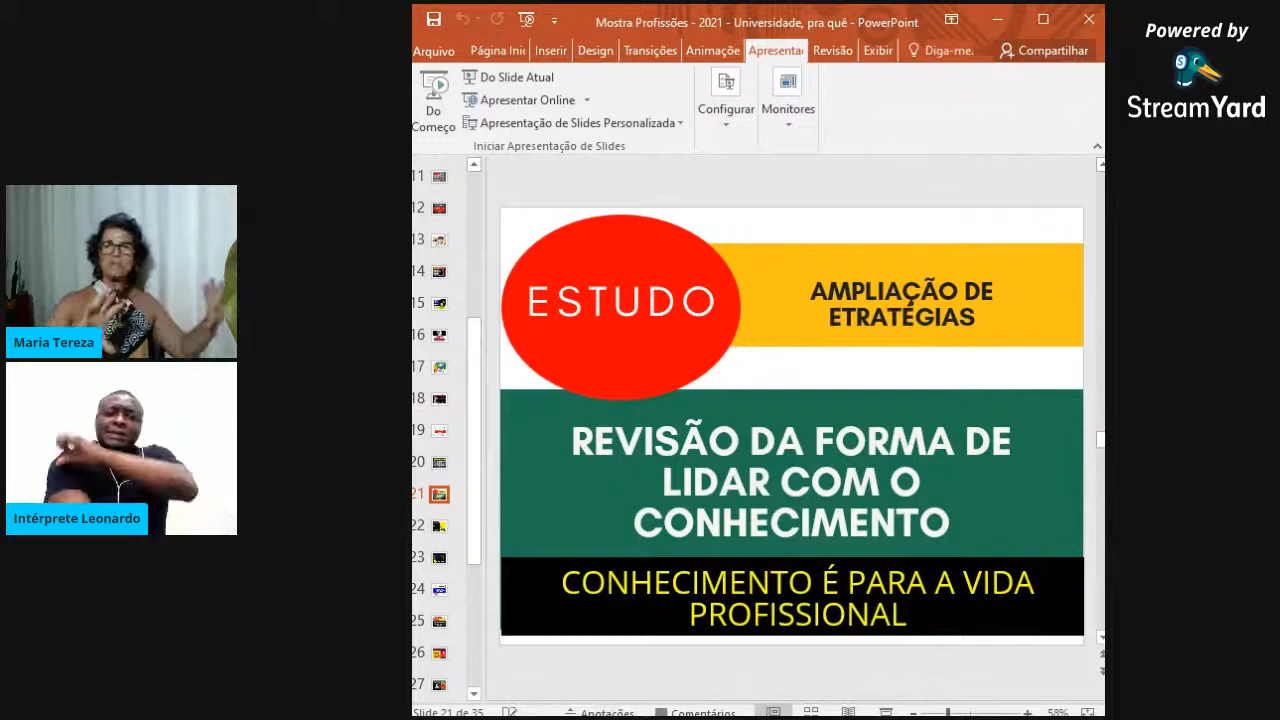 Mostra Profissões - 2021 - Universidade, pra quê - PowerPoint
Powered by
StreamYard
Arquivo
Página Inic
Inserir
Design
Transições
Animaçõe
Apresentaç
Revisão
Exibir
Diga-me.
Compartilhar
Do Começo
Do Slide Atual
Apresentar Online
Apresentação de Slides Personalizada
Configurar
Monitores
Iniciar Apresentação de Slides
11
12
13
14
15
16
17
18
19
20
21
22
23
24
25
26
27
ESTUDO
AMPLIAÇÃO DE
ETRATÉGIAS
REVISÃO DA FORMA DE
LIDAR COM O
CONHECIMENTO
CONHECIMENTO É PARA A VIDA
PROFISSIONAL
Maria Tereza
Intérprete Leonardo
Slide 21 de 35
Anotações
Comentários
58%